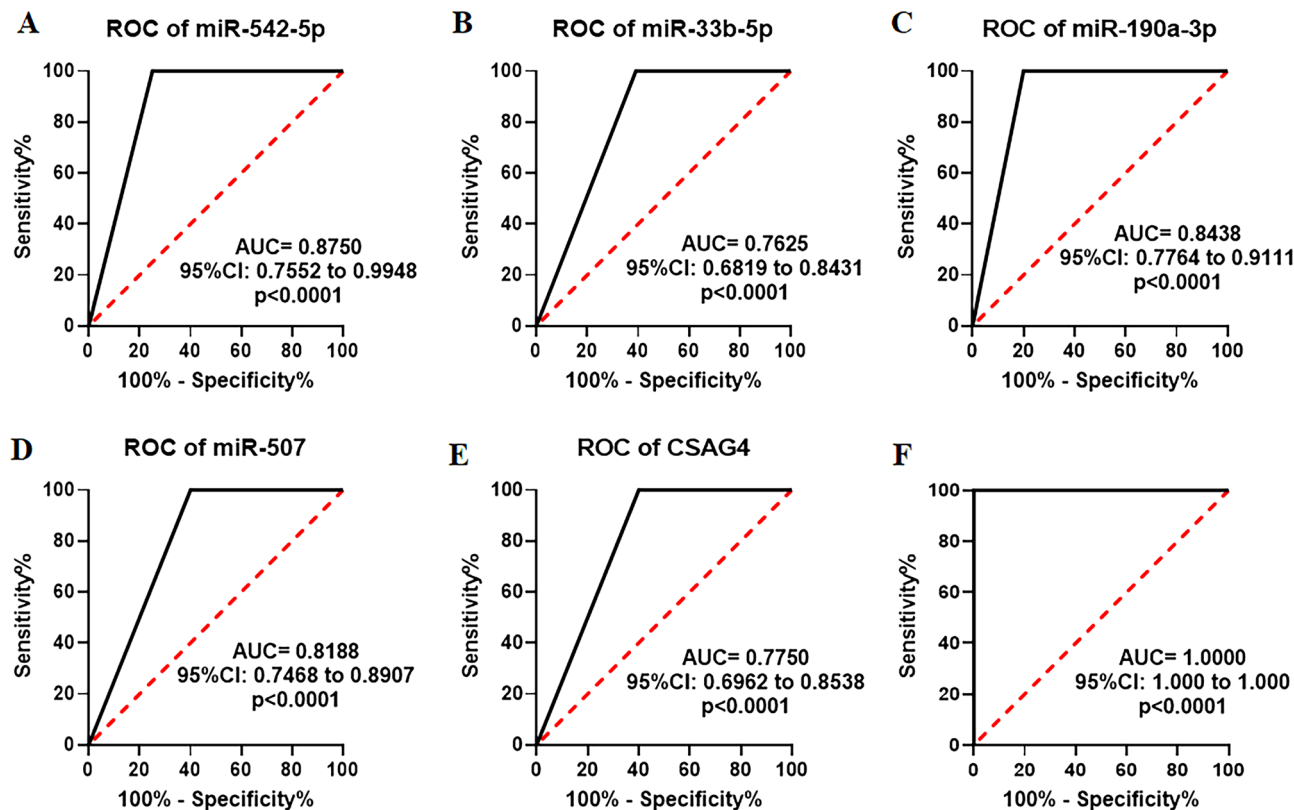 A
ROC of miR-542-5p
100
80
60
40
20
0
Sensitivity%
AUC= 0.8750
95%CI: 0.7552 to 0.9948
p<0.0001
0 20 40 60 80 100
100% - Specificity%
B
ROC of miR-33b-5p
100
80
60
40
20
0
Sensitivity%
AUC= 0.7625
95%CI: 0.6819 to 0.8431
p<0.0001
0 20 40 60 80 100
100% - Specificity%
C
ROC of miR-190a-3p
100
80
60
40
20
0
Sensitivity%
AUC= 0.8438
95%CI: 0.7764 to 0.9111
p<0.0001
0 20 40 60 80 100
100% - Specificity%
D
ROC of miR-507
100
80
60
40
20
0
Sensitivity%
AUC= 0.8188
95%CI: 0.7468 to 0.8907
p<0.0001
0 20 40 60 80 100
100% - Specificity%
E
ROC of CSAG4
100
80
60
40
20
0
Sensitivity%
AUC= 0.7750
95%CI: 0.6962 to 0.8538
p<0.0001
0 20 40 60 80 100
100% - Specificity%
F
100
80
60
40
20
0
Sensitivity%
AUC= 1.0000
95%CI: 1.000 to 1.000
p<0.0001
0 20 40 60 80 100
100% - Specificity%